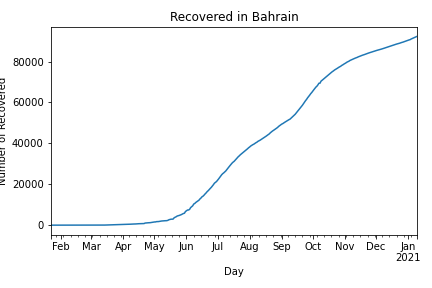 Recovered in Bahrain
Number of Recovered
80000
60000
40000
20000
0
Feb Mar Apr May Jun Jul Aug Sep Oct Nov Dec Jan
2021
Day